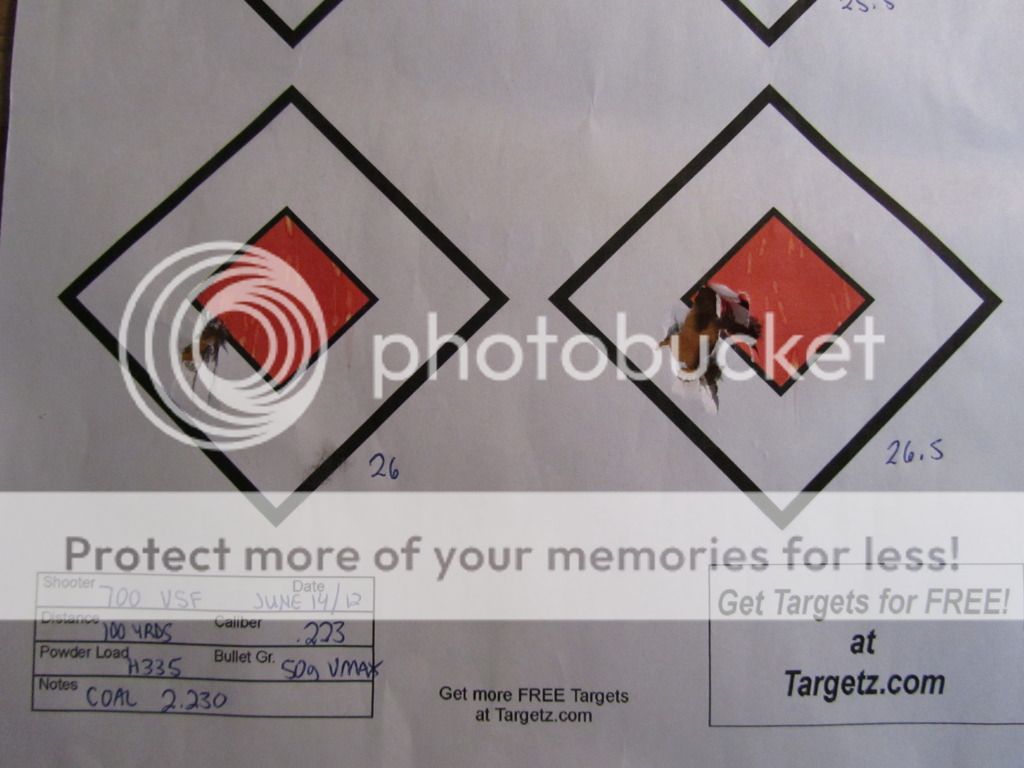 25.5
photobucket
26
26.5
Protect more of your memories for less!
Shooter 700 VSF Date JUNE 14/12
Distance 100 YRDS Caliber .223
Powder Load H335 Bullet Gr. 50g VMAX
Notes COAL 2.230
Get more FREE Targets
at Targetz.com
Get Targets for FREE!
at
Targetz.com